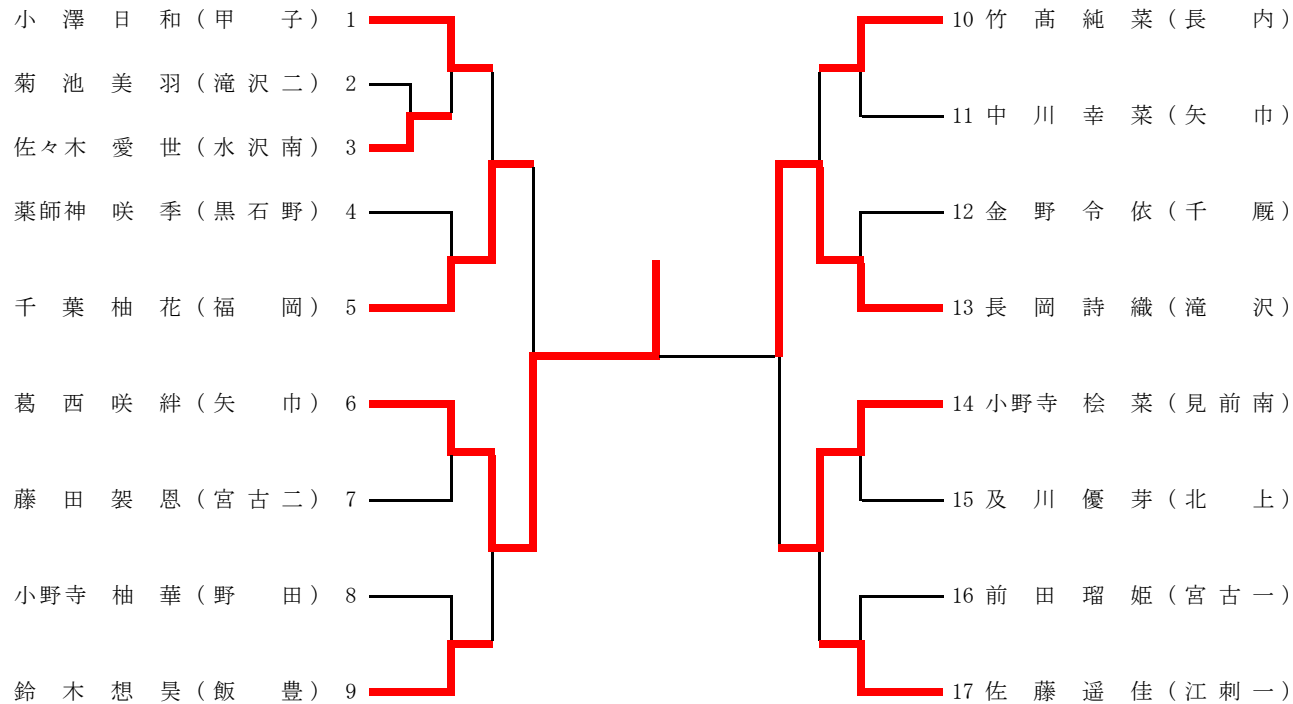 小澤日和(甲子) 1
菊池美羽(滝沢二) 2
佐々木愛世(水沢南) 3
薬師神咲季(黒石野) 4
千葉柚花(福岡) 5
葛西咲絆(矢巾) 6
藤田袈恩(宮古二) 7
小野寺柚華(野田) 8
鈴木想昊(飯豊) 9
10 竹髙純菜(長内)
11 中川幸菜(矢巾)
12 金野令依(千厩)
13 長岡詩織(滝沢)
14 小野寺桧菜(見前南)
15 及川優芽(北上)
16 前田瑠姫(宮古一)
17 佐藤遥佳(江刺一)